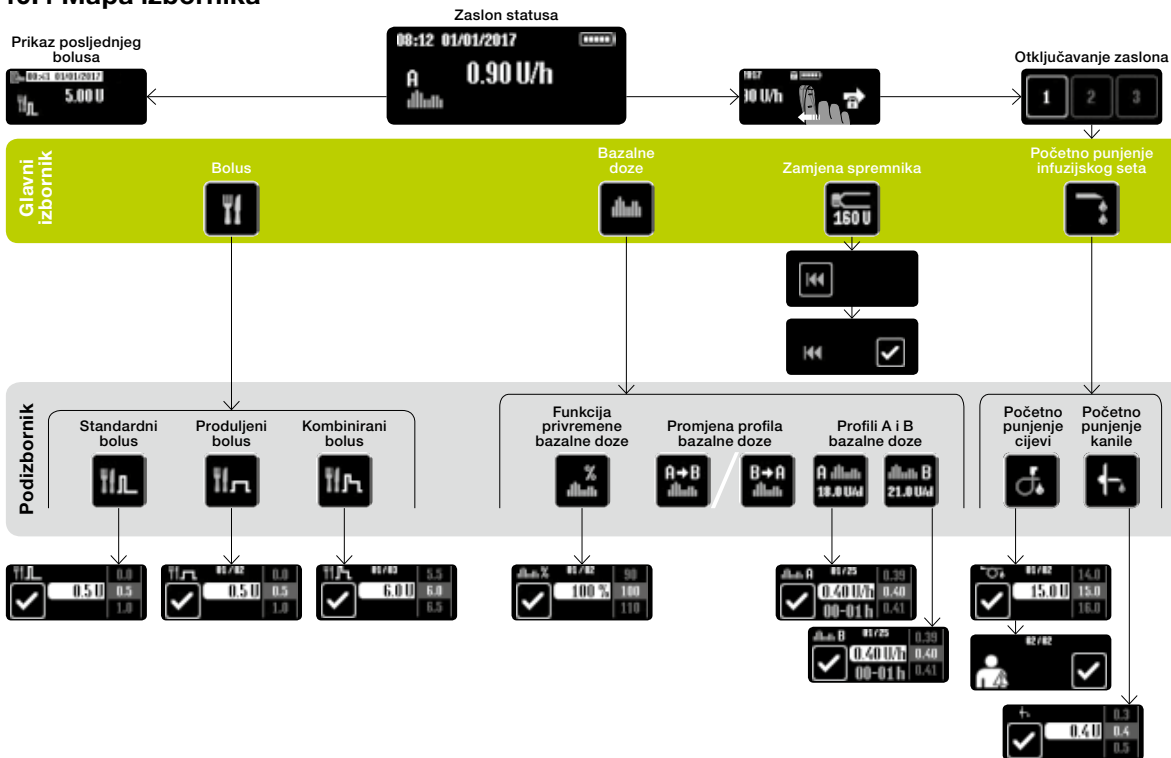 Mapa izbornika
Zaslon statusa
Prikaz posljednjeg
bolusa
08:12 01/01/2017
A
0.90 U/h
01/01/2017
5.00 U
Otključavanje zaslona
1 2 3
Glavni
izbornik
Bolus
Bazalne
doze
Zamjena spremnika
160 U
Početno punjenje
infuzijskog seta
Podizbornik
Standardni
bolus
Produljeni
bolus
Kombinirani
bolus
Funkcija
privremene
bazalne doze
%
Promjena profila
bazalne doze
A→B
B→A
Profili A i B
bazalne doze
A
18.0 U/d
B
21.0 U/d
Početno
punjenje
cijevi
Početno
punjenje
kanile
0.5 U
0.0
0.5
1.0
01/02
0.5 U
0.0
0.5
1.0
01/03
6.0 U
5.5
6.0
6.5
% 01/02
100 %
90
100
110
A 01/25
0.40 U/h
00-01 h
0.39
0.40
0.41
B 01/25
0.40 U/h
00-01 h
0.39
0.40
0.41
01/02
15.0 U
14.0
15.0
16.0
02/02
0.4 U
0.3
0.4
0.5